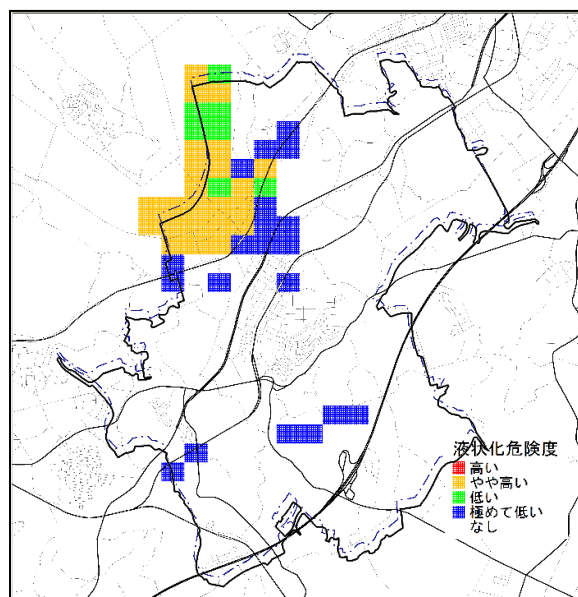 液状化危険度
高い
やや高い
低い
極めて低い
なし